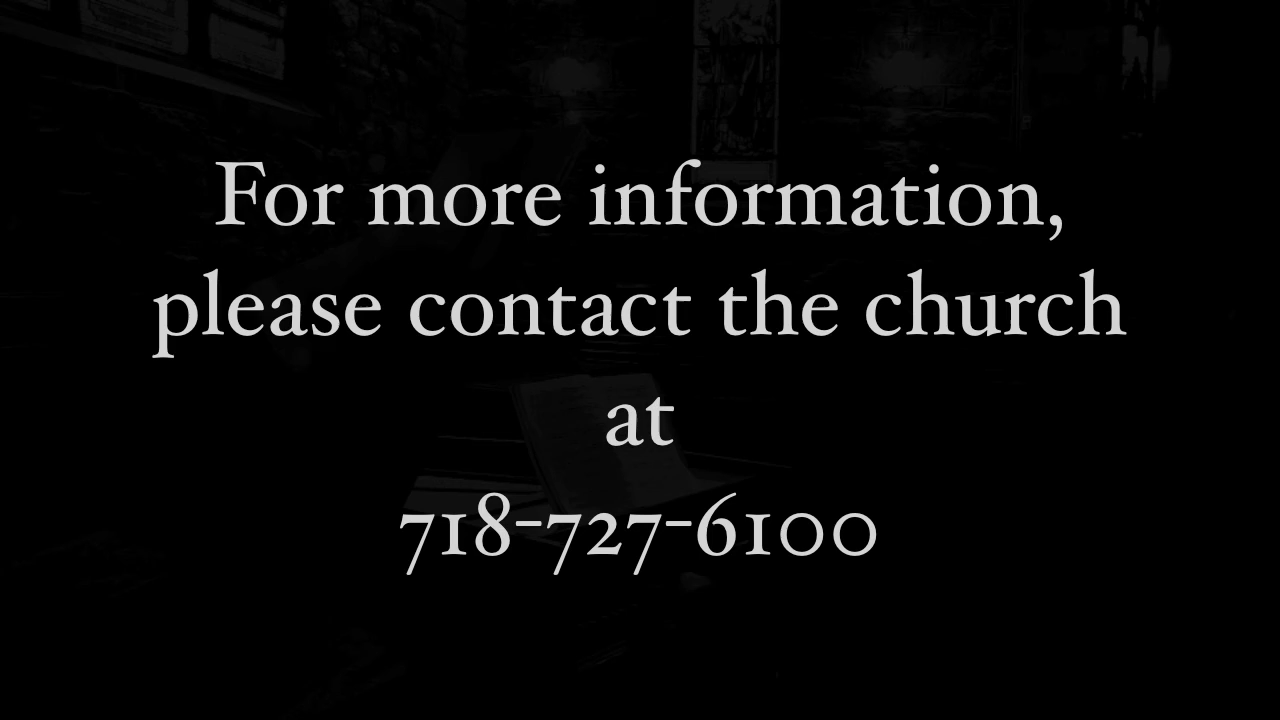 For more information,
please contact the church
at
718-727-6100